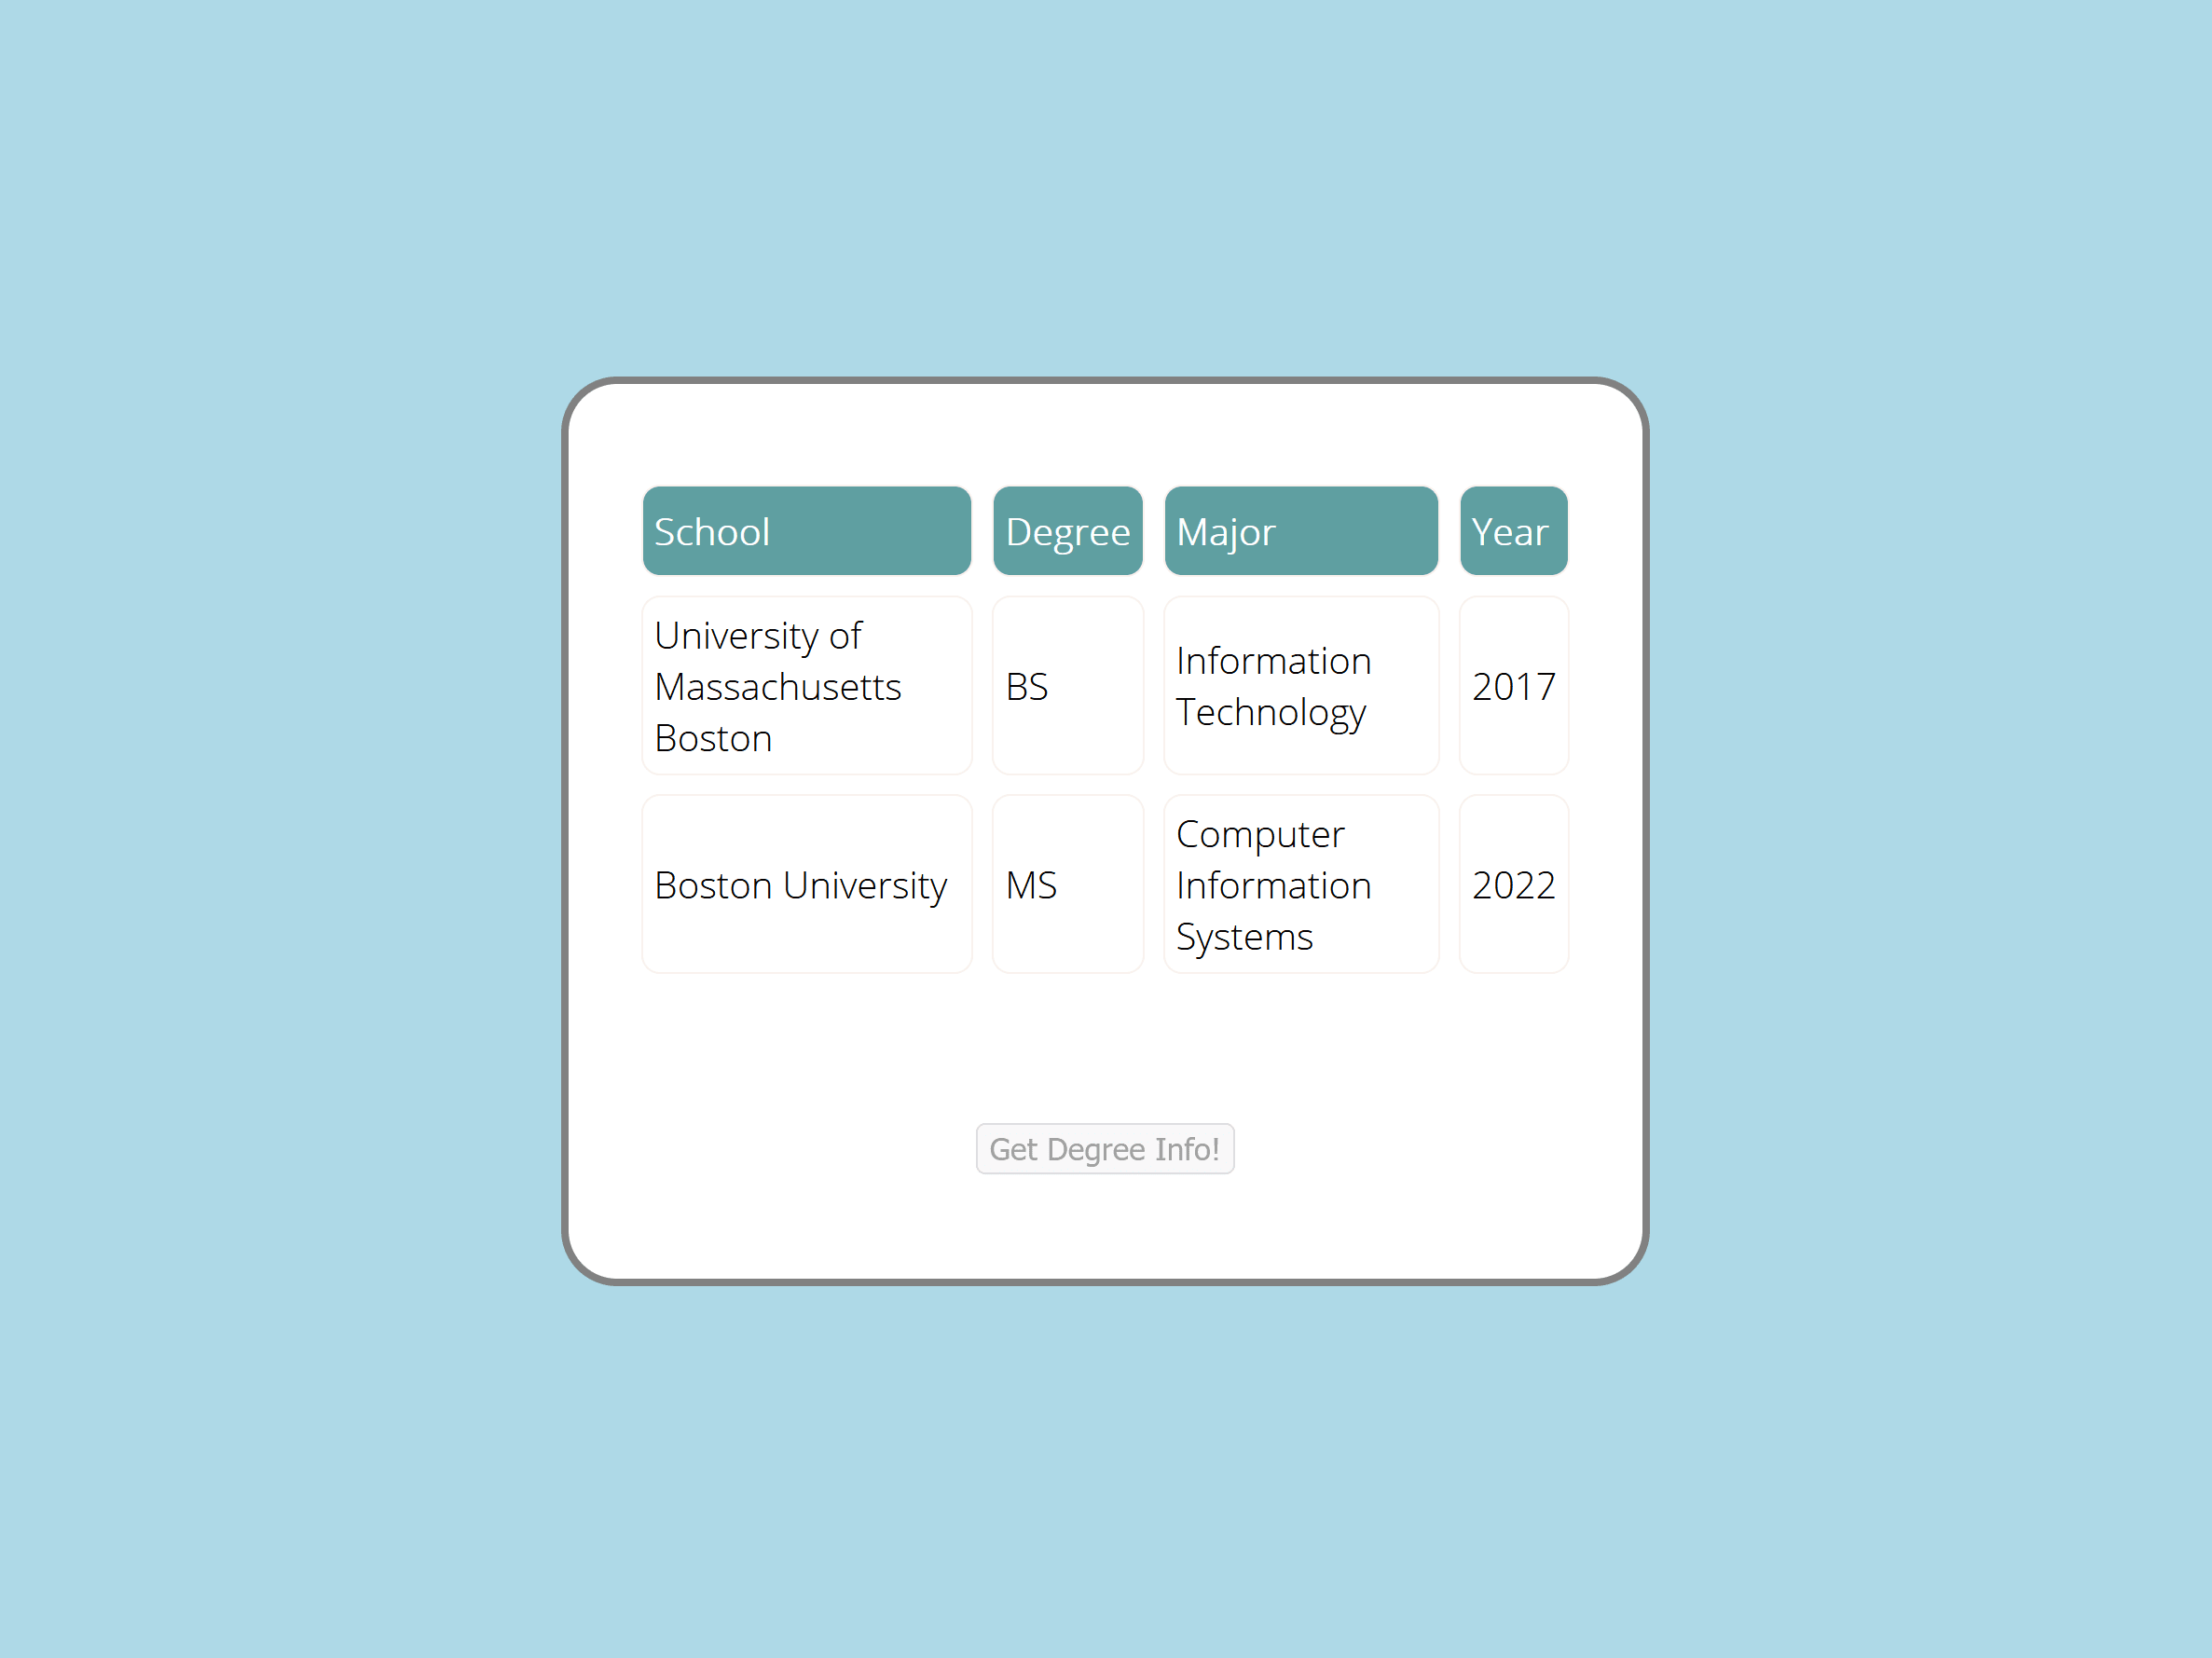 School Degree Major Year
University of
Massachusetts
Boston
BS
Information
Technology
2017
Boston University
MS
Computer
Information
Systems
2022
Get Degree Info!